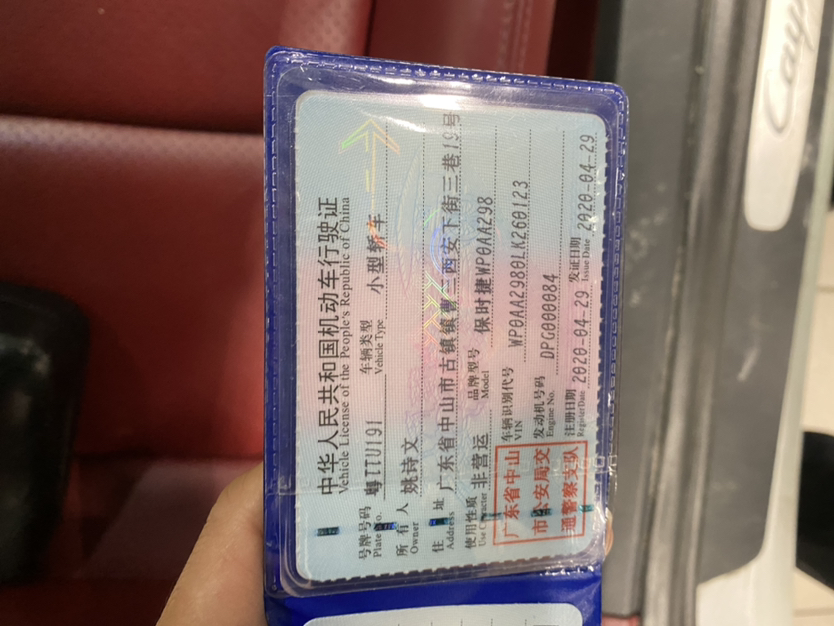 中华人民共和国机动车行驶证
Vehicle License of the People's Republic of China
号牌号码 粤TTU191 车辆类型 小型轿车
Plate No. Vehicle Type
所有人 姚诗文
Owner
住址 广东省中山市古镇镇曹三西安下街三巷19号
Address
使用性质 非营运 品牌型号 保时捷WP0AA298
Use Character Model
车辆识别代号 WP0AA2980LK260123
VIN
发动机号码 DPG000084
Engine No.
注册日期 2020-04-29 发证日期 2020-04-29
Register Date Issue Date
广东省中山
市公安局交
通警察支队
Cay